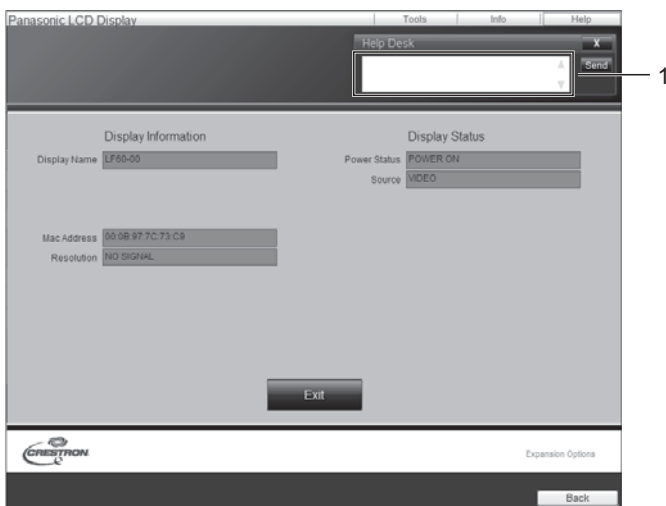 Panasonic LCD Display Tools Info Help
Help Desk X
Send
1
Display Information Display Status
Display Name LF60-00 Power Status POWER ON
Source VIDEO
Mac Address 00:0B:97:7C:73:C9
Resolution NO SIGNAL
Exit
CRESTRON
Expansion Options
Back